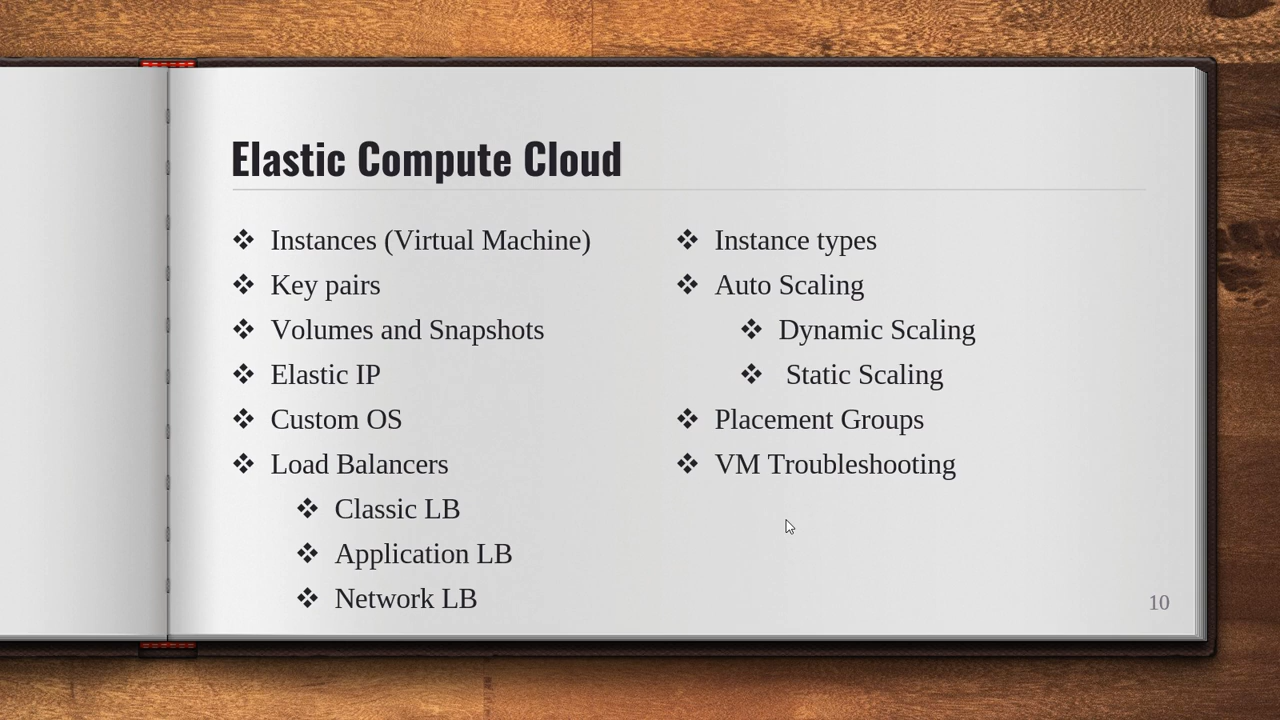 Elastic Compute Cloud
Instances (Virtual Machine)
Key pairs
Volumes and Snapshots
Elastic IP
Custom OS
Load Balancers
Classic LB
Application LB
Network LB
Instance types
Auto Scaling
Dynamic Scaling
Static Scaling
Placement Groups
VM Troubleshooting
10